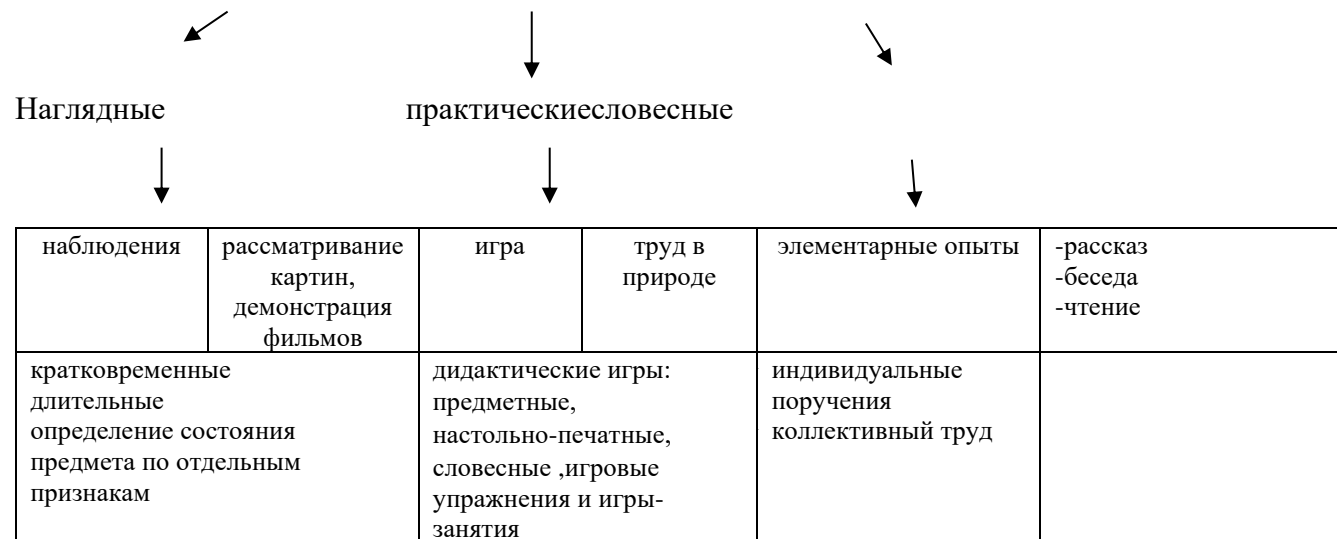 Наглядные практическиесловесные
наблюдения
рассматривание
картин,
демонстрация
фильмов
игра
труд в
природе
элементарные опыты
-рассказ
-беседа
-чтение
кратковременные
длительные
определение состояния
предмета по отдельным
признакам
дидактические игры:
предметные,
настольно-печатные,
словесные ,игровые
упражнения и игры-
занятия
индивидуальные
поручения
коллективный труд